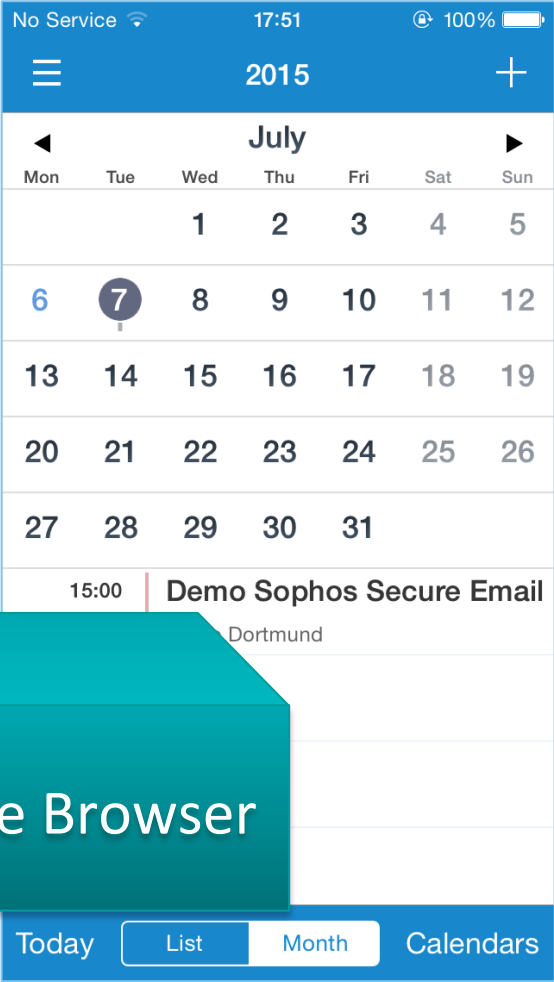 No Service 17:51 100%
2015
July
Mon Tue Wed Thu Fri Sat Sun
1 2 3 4 5
6 7 8 9 10 11 12
13 14 15 16 17 18 19
20 21 22 23 24 25 26
27 28 29 30 31
15:00 Demo Sophos Secure Email
Dortmund
e Browser
Today List Month Calendars